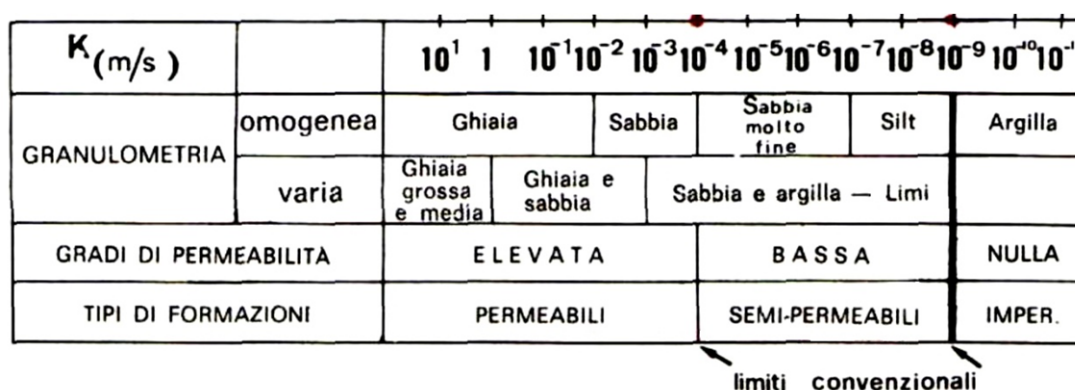 K (m/s) 10¹ 1 10⁻¹ 10⁻² 10⁻³ 10⁻⁴ 10⁻⁵ 10⁻⁶ 10⁻⁷ 10⁻⁸ 10⁻⁹ 10⁻¹⁰
GRANULOMETRIA
omogenea
Ghiaia
Sabbia
Sabbia
molto
fine
Silt
Argilla
varia
Ghiaia
grossa
e media
Ghiaia e
sabbia
Sabbia e argilla — Limi
GRADI DI PERMEABILITÀ
ELEVATA
BASSA
NULLA
TIPI DI FORMAZIONI
PERMEABILI
SEMI-PERMEABILI
IMPER.
limiti convenzionali